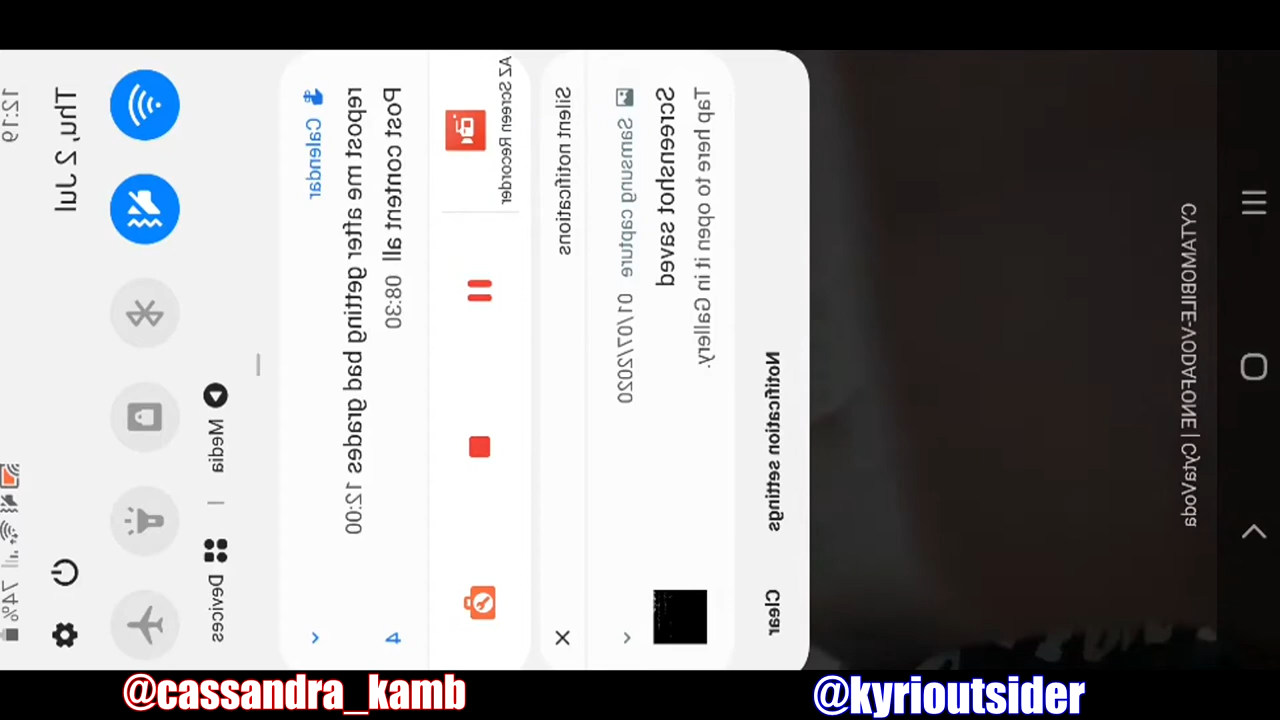 12:19 74%
Thu, 2 Jul
Media | Devices
Calendar
repost me after getting bad grades 12:00
Post content all 08:30
4
AZ Screen Recorder
Silent notifications
Samsung capture 01/07/2020
Screenshot saved
Tap here to open it in Gallery.
Notification settings Clear
CYTAMOBILE-VODAFONE | Cytavoda
@cassandra_kamb
@kyrioutsider